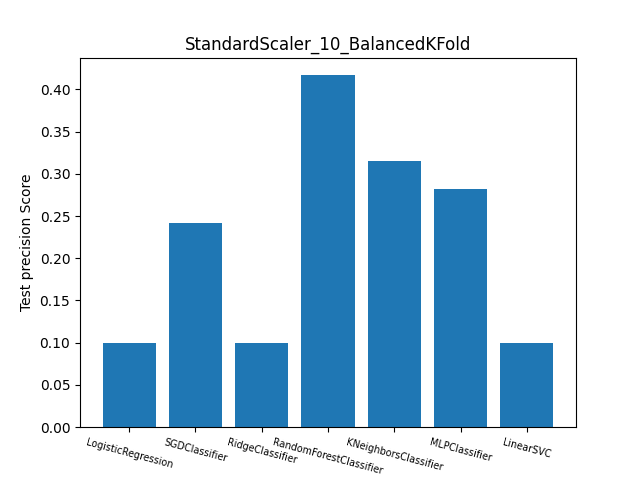 StandardScaler_10_BalancedKFold
Test precision Score
0.40
0.35
0.30
0.25
0.20
0.15
0.10
0.05
0.00
LogisticRegression
SGDClassifier
RidgeClassifier
RandomForestClassifier
KNeighborsClassifier
MLPClassifier
LinearSVC